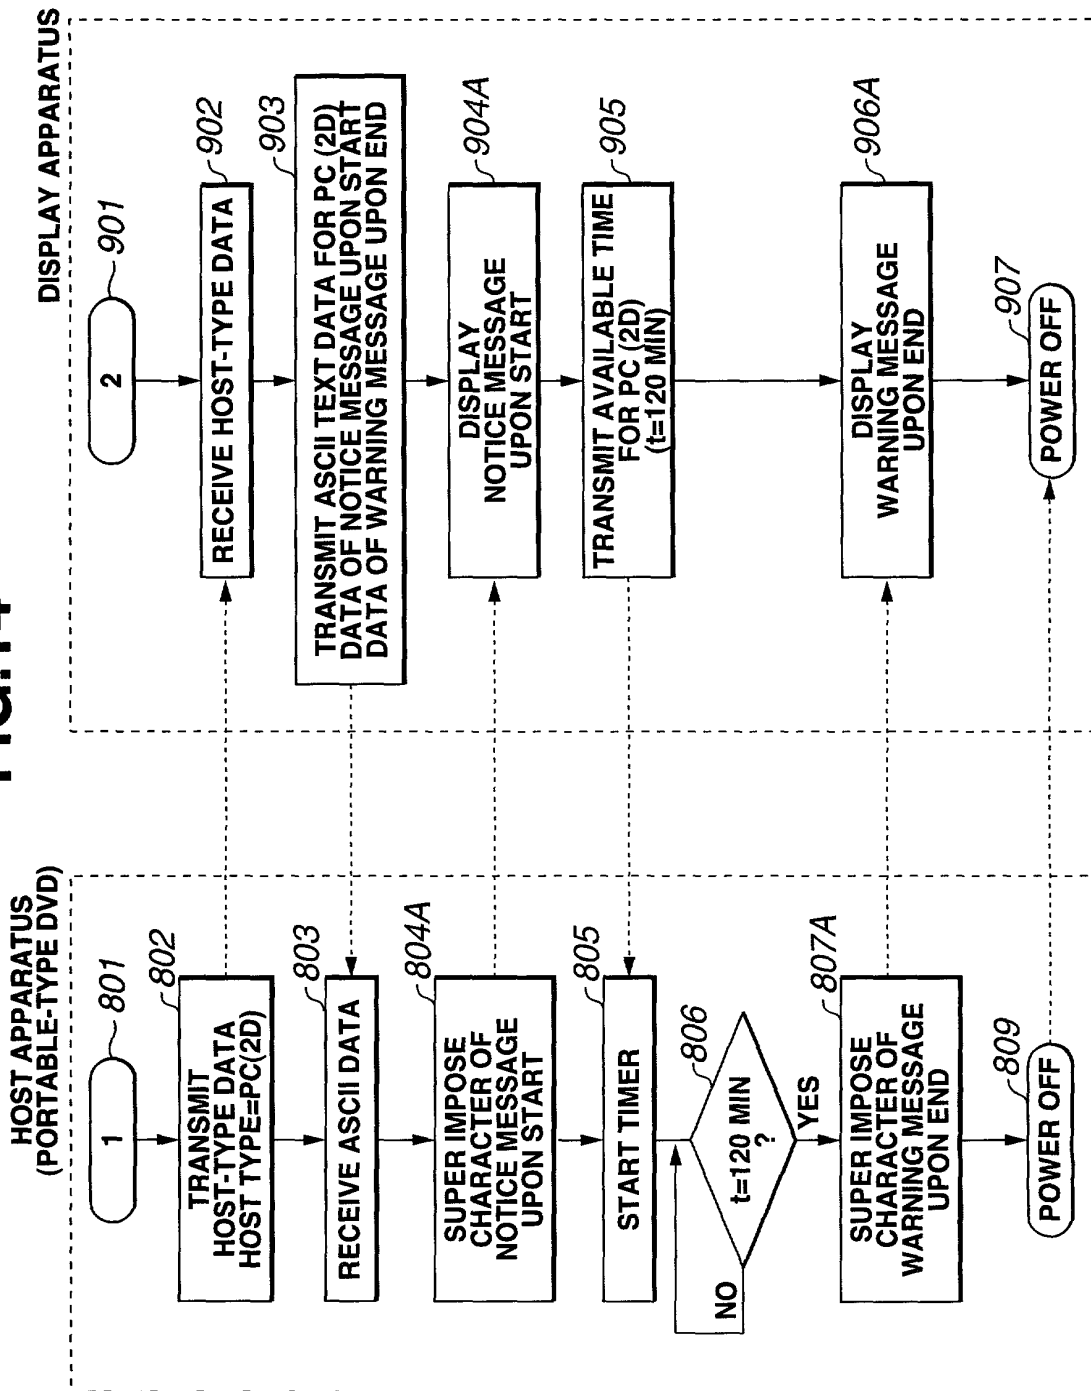 HOST APPARATUS
(PORTABLE-TYPE DVD)
801
1
802
TRANSMIT
HOST-TYPE DATA
HOST TYPE=PC(2D)
803
RECEIVE ASCII DATA
804A
SUPER IMPOSE
CHARACTER OF
NOTICE MESSAGE
UPON START
805
START TIMER
806
t=120 MIN
?
NO
YES
807A
SUPER IMPOSE
CHARACTER OF
WARNING MESSAGE
UPON END
809
POWER OFF
DISPLAY APPARATUS
901
2
902
RECEIVE HOST-TYPE DATA
903
TRANSMIT ASCII TEXT DATA FOR PC (2D)
DATA OF NOTICE MESSAGE UPON START
DATA OF WARNING MESSAGE UPON END
904A
DISPLAY
NOTICE MESSAGE
UPON START
905
TRANSMIT AVAILABLE TIME
FOR PC (2D)
(t=120 MIN)
906A
DISPLAY
WARNING MESSAGE
UPON END
907
POWER OFF